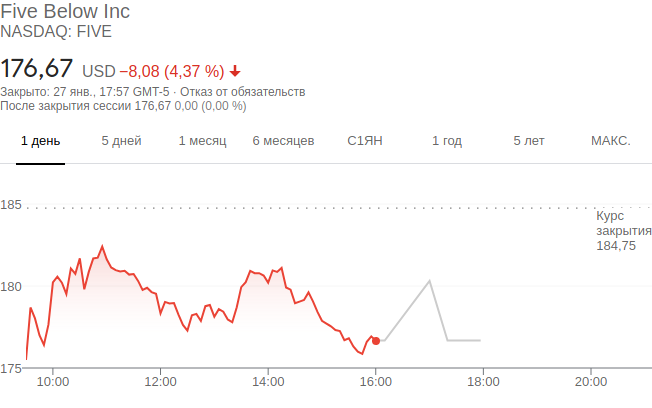 Five Below Inc
NASDAQ: FIVE
176,67 USD −8,08 (4,37 %)
Закрыто: 27 янв., 17:57 GMT-5 · Отказ от обязательств
После закрытия сессии 176,67 0,00 (0,00 %)
1 день 5 дней 1 месяц 6 месяцев С1ЯН 1 год 5 лет МАКС.
185
Курс
закрытия
184,75
180
175
10:00 12:00 14:00 16:00 18:00 20:00